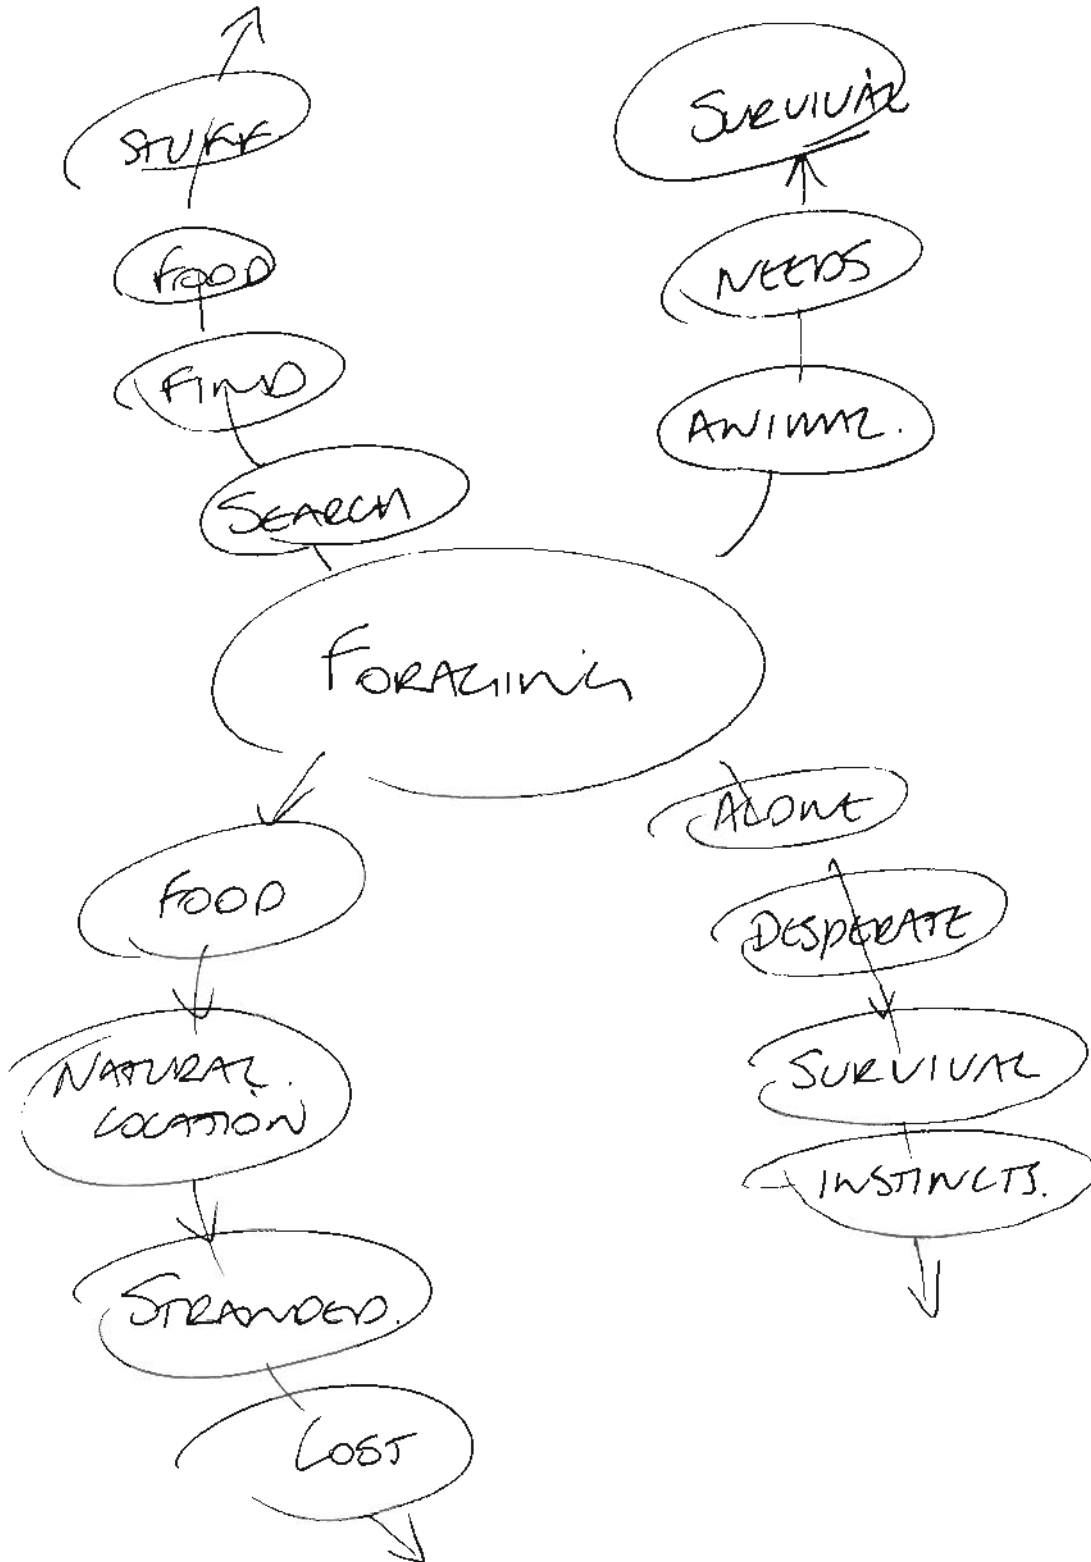 STUFF
FOOD
FIND
SEARCH
SURVIVAL
NEEDS
ANIMAL.
FORAGING
FOOD
NATURAL.
LOCATION
STRANDED.
LOST
ALONE
DESPERATE
SURVIVAL
INSTINCTS.